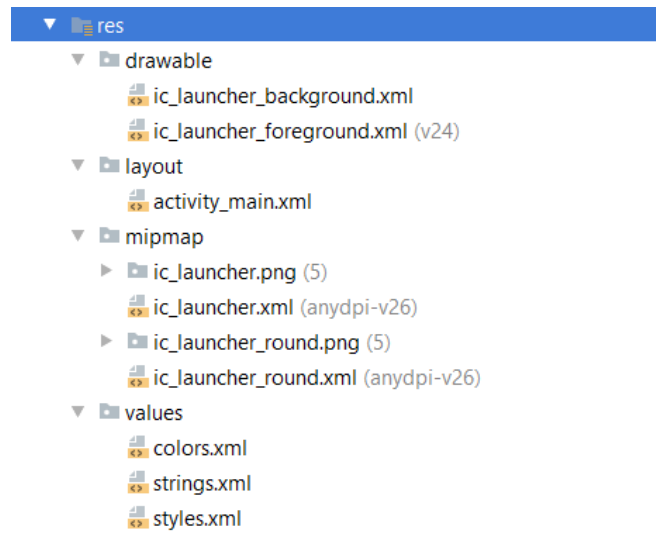 res
drawable
ic_launcher_background.xml
ic_launcher_foreground.xml (v24)
layout
activity_main.xml
mipmap
ic_launcher.png (5)
ic_launcher.xml (anydpi-v26)
ic_launcher_round.png (5)
ic_launcher_round.xml (anydpi-v26)
values
colors.xml
strings.xml
styles.xml